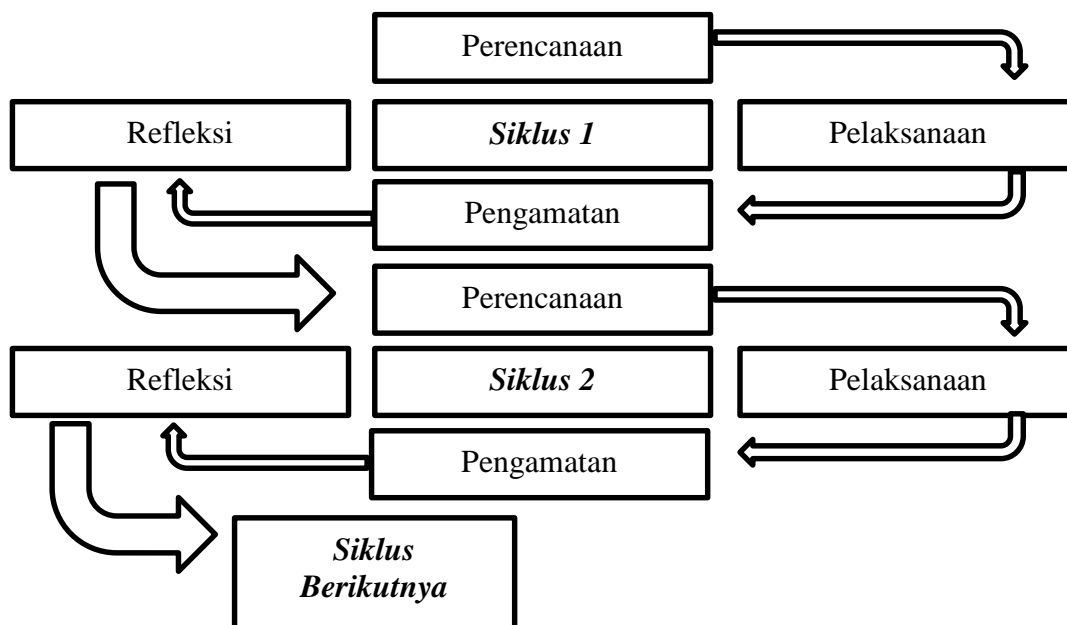 Perencanaan
Refleksi
Siklus 1
Pelaksanaan
Pengamatan
Perencanaan
Refleksi
Siklus 2
Pelaksanaan
Pengamatan
Siklus
Berikutnya